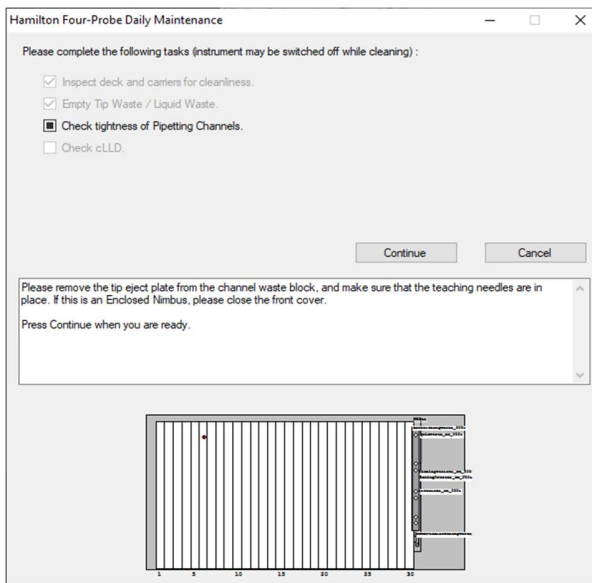 Hamilton Four-Probe Daily Maintenance
Please complete the following tasks (instrument may be switched off while cleaning) :
Inspect deck and carriers for cleanliness.
Empty Tip Waste / Liquid Waste.
Check tightness of Pipetting Channels.
Check cLLD.
Continue
Cancel
Please remove the tip eject plate from the channel waste block, and make sure that the teaching needles are in
place. If this is an Enclosed Nimbus, please close the front cover.
Press Continue when you are ready.
1 5 10 15 20 25 30